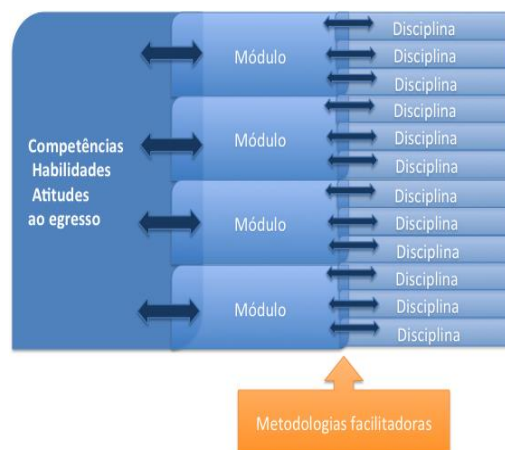 Competências
Habilidades
Atitudes
ao egresso
Módulo
Disciplina
Disciplina
Disciplina
Módulo
Disciplina
Disciplina
Disciplina
Módulo
Disciplina
Disciplina
Disciplina
Módulo
Disciplina
Disciplina
Disciplina
Metodologias facilitadoras